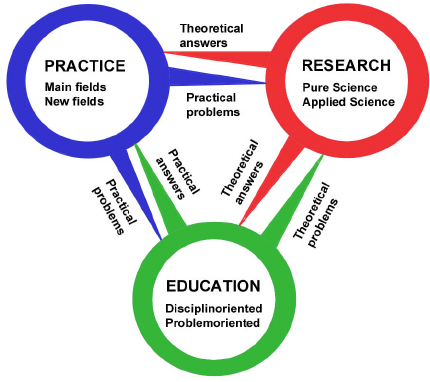 Theoretical
answers
PRACTICE
Main fields
New fields
RESEARCH
Pure Science
Applied Science
Practical
problems
Practical
problems
Practical
answers
Theoretical
answers
Theoretical
problems
EDUCATION
Disciplinoriented
Problemoriented